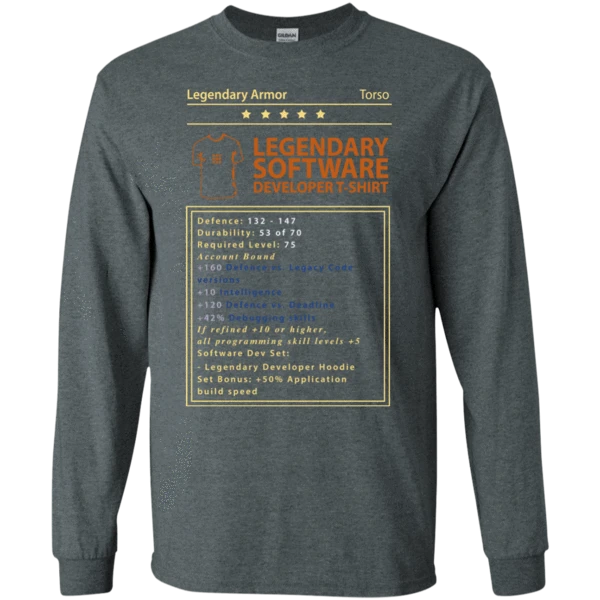 GILDAN
Legendary Armor Torso
LEGENDARY
SOFTWARE
DEVELOPER T-SHIRT
Defence: 132 - 147
Durability: 53 of 70
Required Level: 75
Account Bound
+160 Defence vs. Legacy Code
versions
+10 Intelligence
+120 Defence vs. Deadline
+42% Debugging skills
If refined +10 or higher,
all programming skill levels +5
Software Dev Set:
- Legendary Developer Hoodie
Set Bonus: +50% Application
build speed